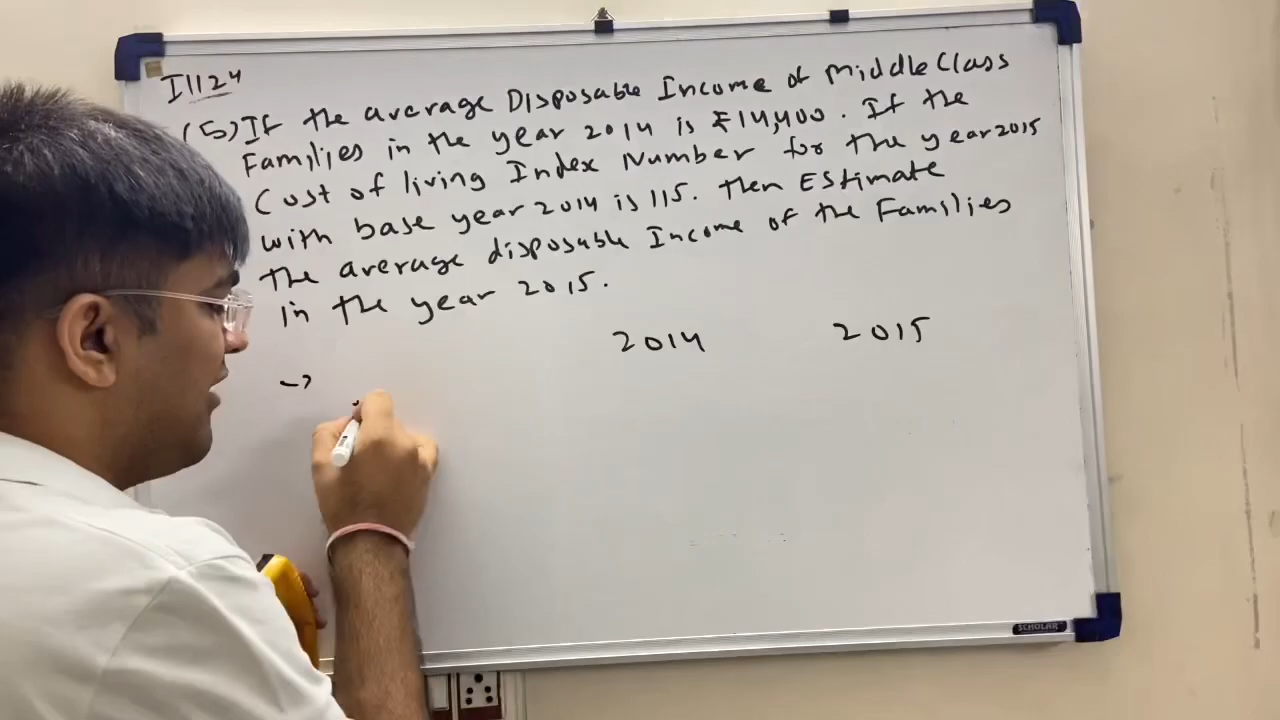 I1124
(5) If the average Disposable Income of Middle Class
Families in the year 2014 is ₹14,400. If the
Cost of living Index Number for the year 2015
with base year 2014 is 115. Then Estimate
the average disposable Income of the Families
in the year 2015.
2014 2015
→
SCHOLAR